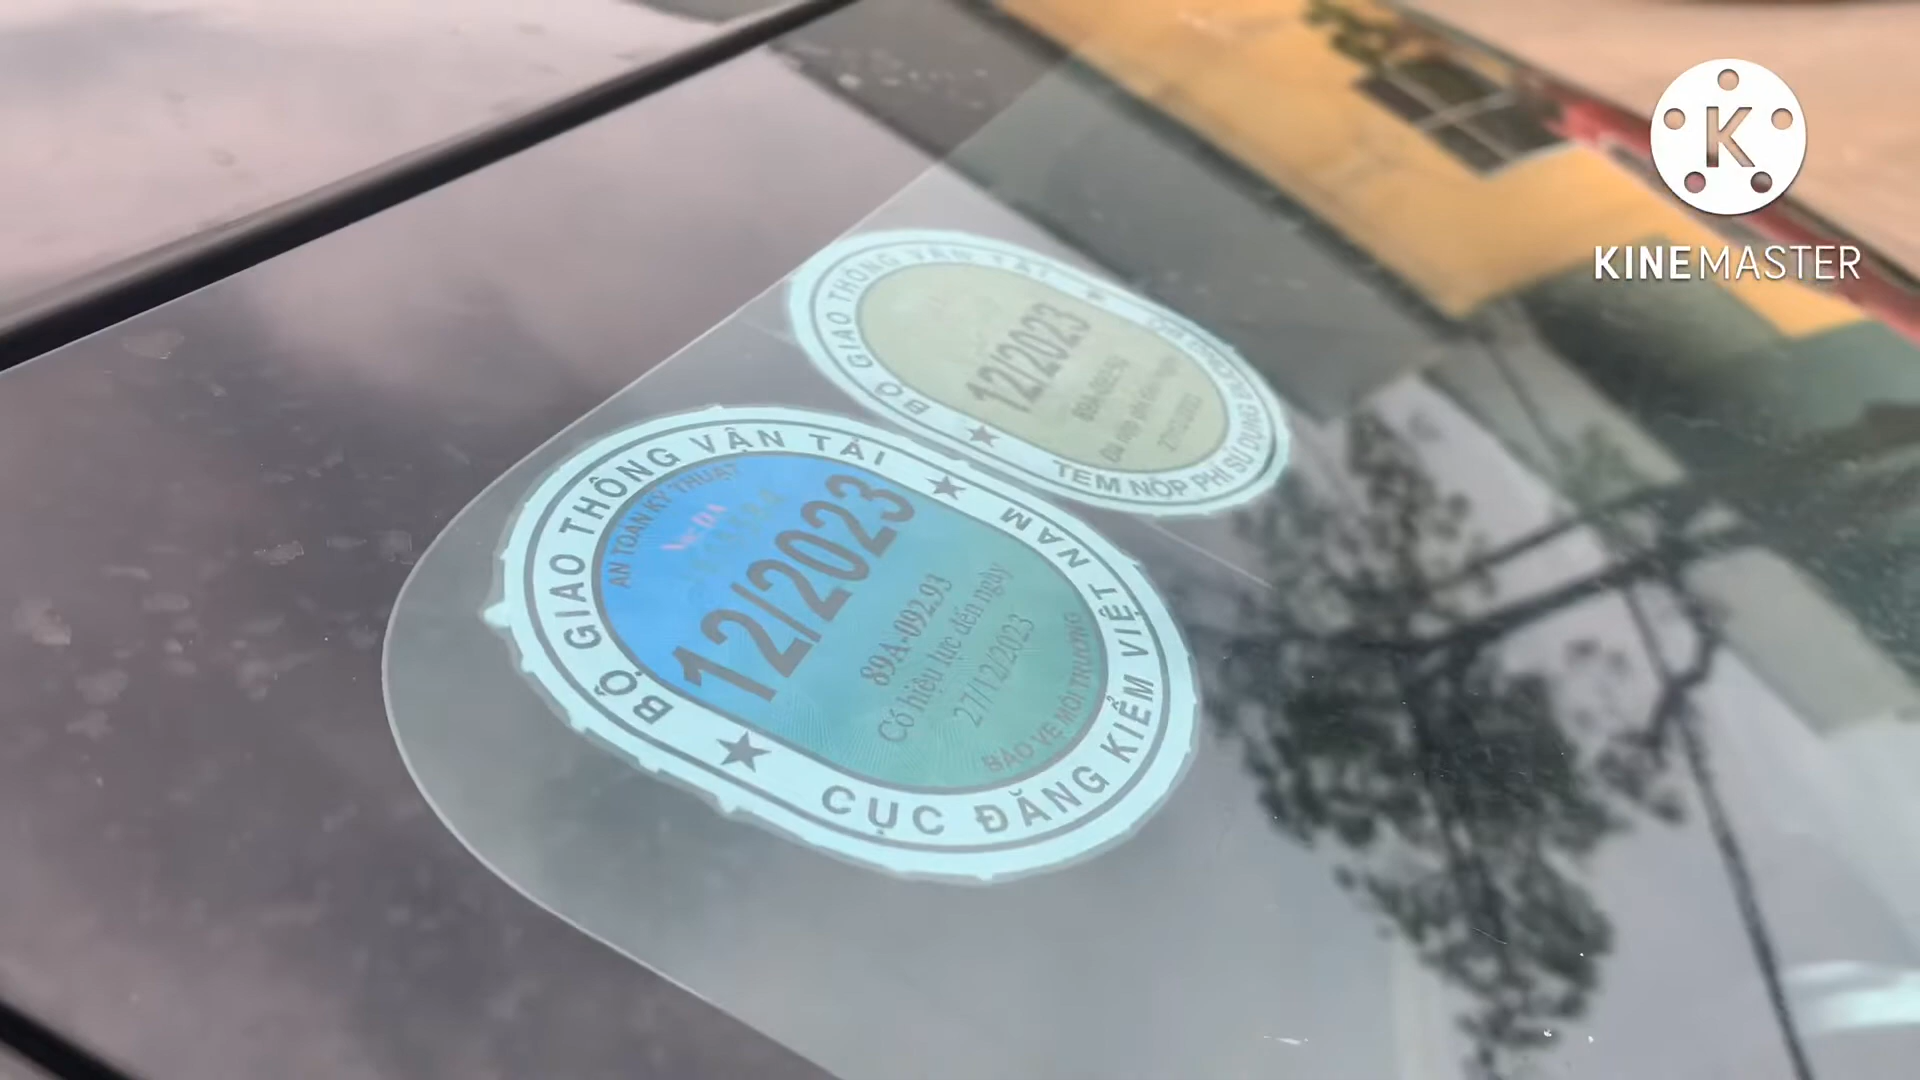 KINEMASTER
BỘ GIAO THÔNG VẬN TẢI
12/2023
TEM NỘP PHÍ SỬ DỤNG ĐƯỜNG BỘ
BỘ GIAO THÔNG VẬN TẢI
AN TOÀN KỸ THUẬT
12/2023
89A-092.93
Có hiệu lực đến ngày
27/12/2023
BẢO VỆ MÔI TRƯỜNG
CỤC ĐĂNG KIỂM VIỆT NAM